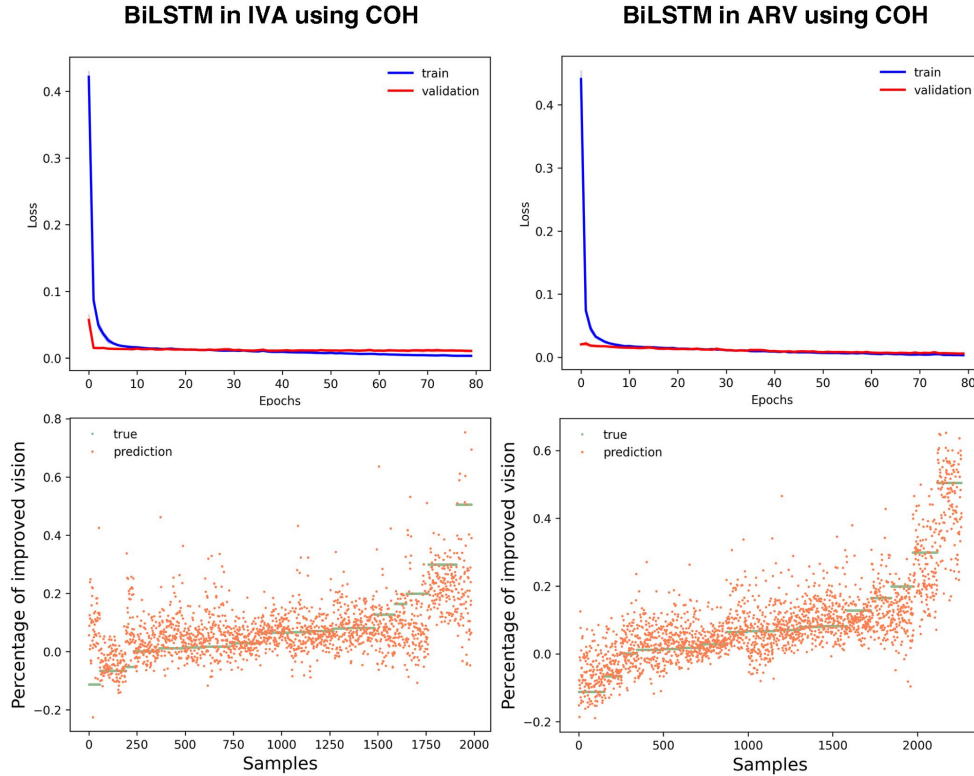 BiLSTM in IVA using COH
BiLSTM in ARV using COH
train
validation
0.4
0.3
0.2
0.1
0.0
Loss
0 10 20 30 40 50 60 70 80
Epochs
train
validation
0.4
0.3
0.2
0.1
0.0
Loss
0 10 20 30 40 50 60 70 80
Epochs
true
prediction
0.8
0.6
0.4
0.2
0.0
−0.2
Percentage of improved vision
0 250 500 750 1000 1250 1500 1750 2000
Samples
true
prediction
0.6
0.4
0.2
0.0
−0.2
Percentage of improved vision
0 500 1000 1500 2000
Samples